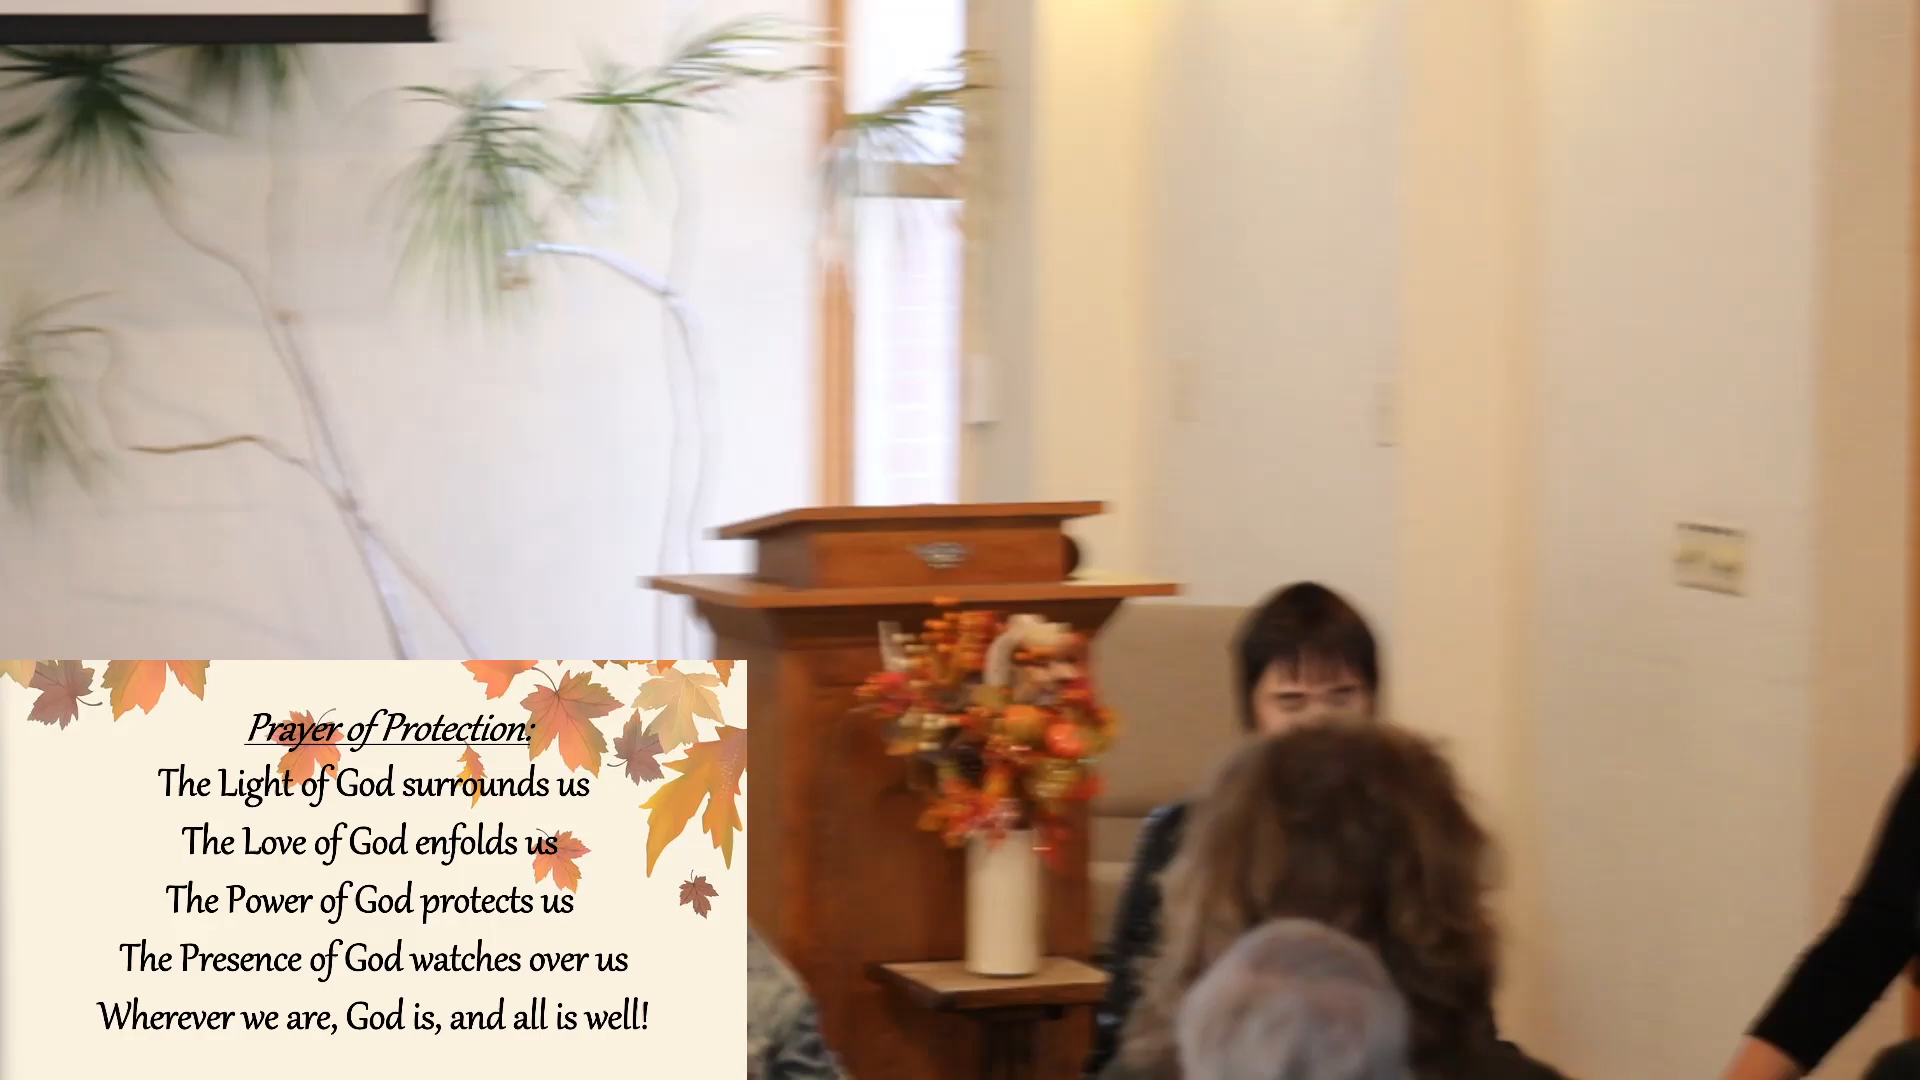 Prayer of Protection:
The Light of God surrounds us
The Love of God enfolds us
The Power of God protects us
The Presence of God watches over us
Wherever we are, God is, and all is well!